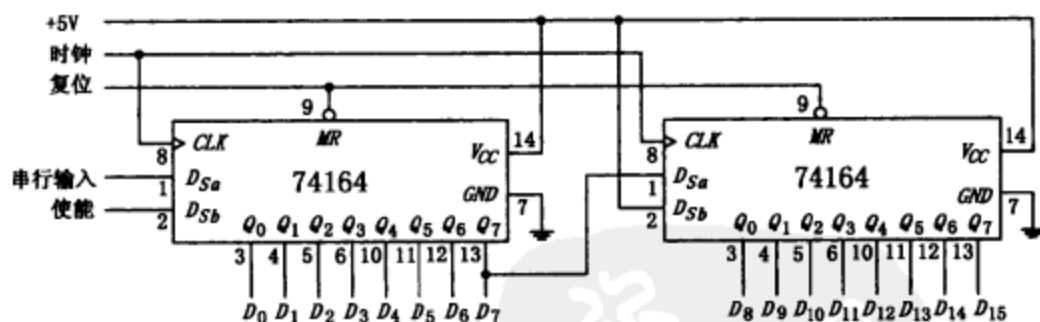 +5V
时钟
复位
串行输入
使能
9
MR
CLK
8
14
V_CC
74164
D_Sa
1
D_Sb
2
GND
7
Q_0 Q_1 Q_2 Q_3 Q_4 Q_5 Q_6 Q_7
3 4 5 6 10 11 12 13
D_0 D_1 D_2 D_3 D_4 D_5 D_6 D_7
9
MR
CLK
8
14
V_CC
74164
D_Sa
1
D_Sb
2
GND
7
Q_0 Q_1 Q_2 Q_3 Q_4 Q_5 Q_6 Q_7
3 4 5 6 10 11 12 13
D_8 D_9 D_10 D_11 D_12 D_13 D_14 D_15